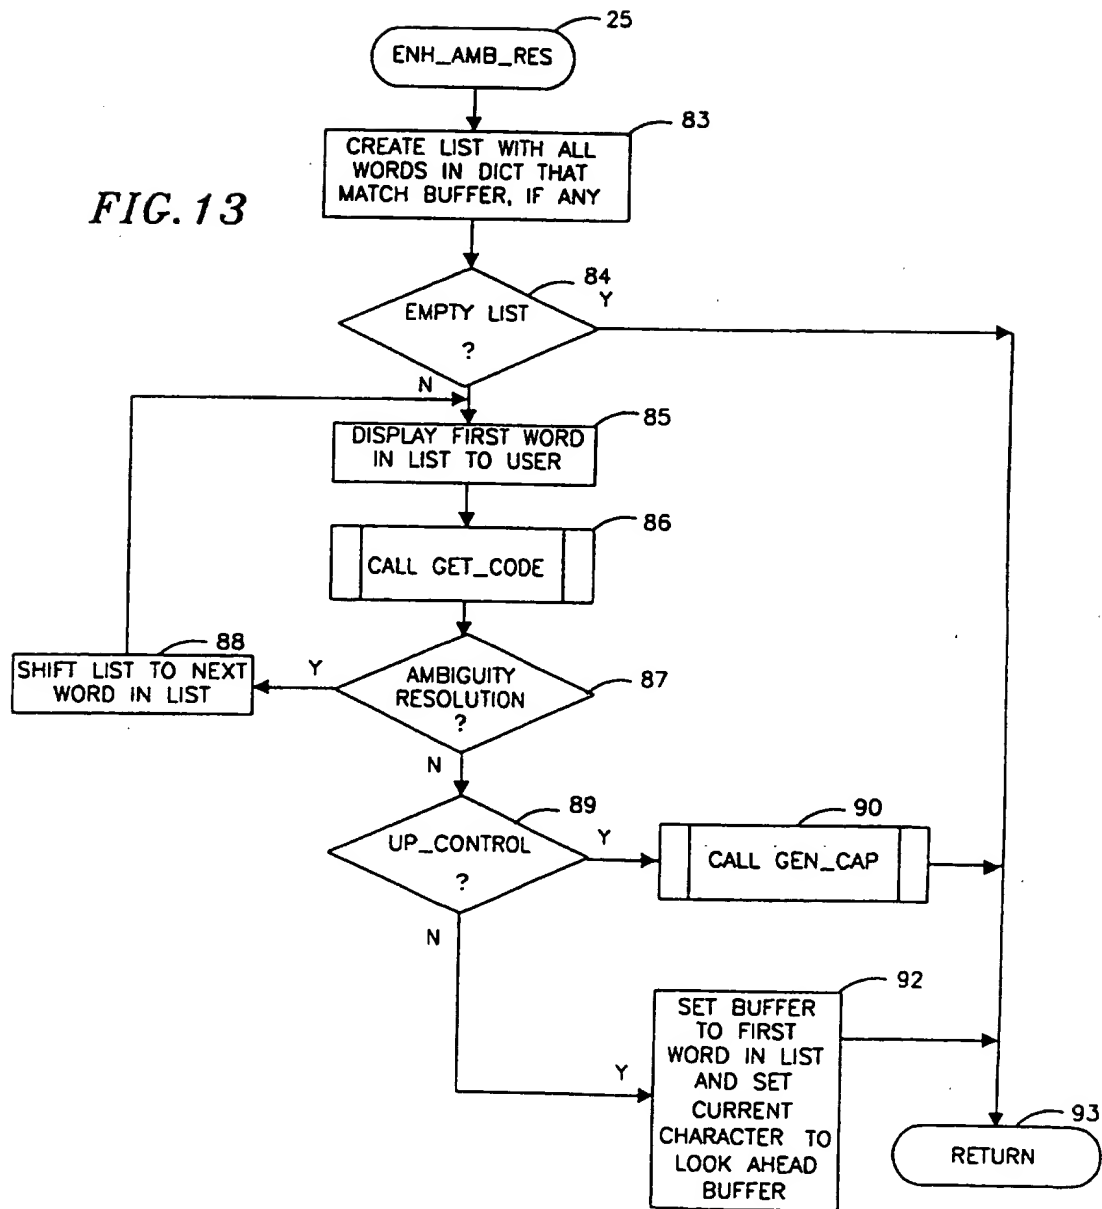 25
ENH_AMB_RES
83
CREATE LIST WITH ALL
WORDS IN DICT THAT
MATCH BUFFER, IF ANY
FIG. 13
84
EMPTY LIST
?
Y
N
85
DISPLAY FIRST WORD
IN LIST TO USER
86
CALL GET_CODE
88
SHIFT LIST TO NEXT
WORD IN LIST
Y
AMBIGUITY
RESOLUTION
?
87
N
89
UP_CONTROL
?
Y
90
CALL GEN_CAP
N
92
SET BUFFER
TO FIRST
WORD IN LIST
AND SET
CURRENT
CHARACTER TO
LOOK AHEAD
BUFFER
Y
93
RETURN